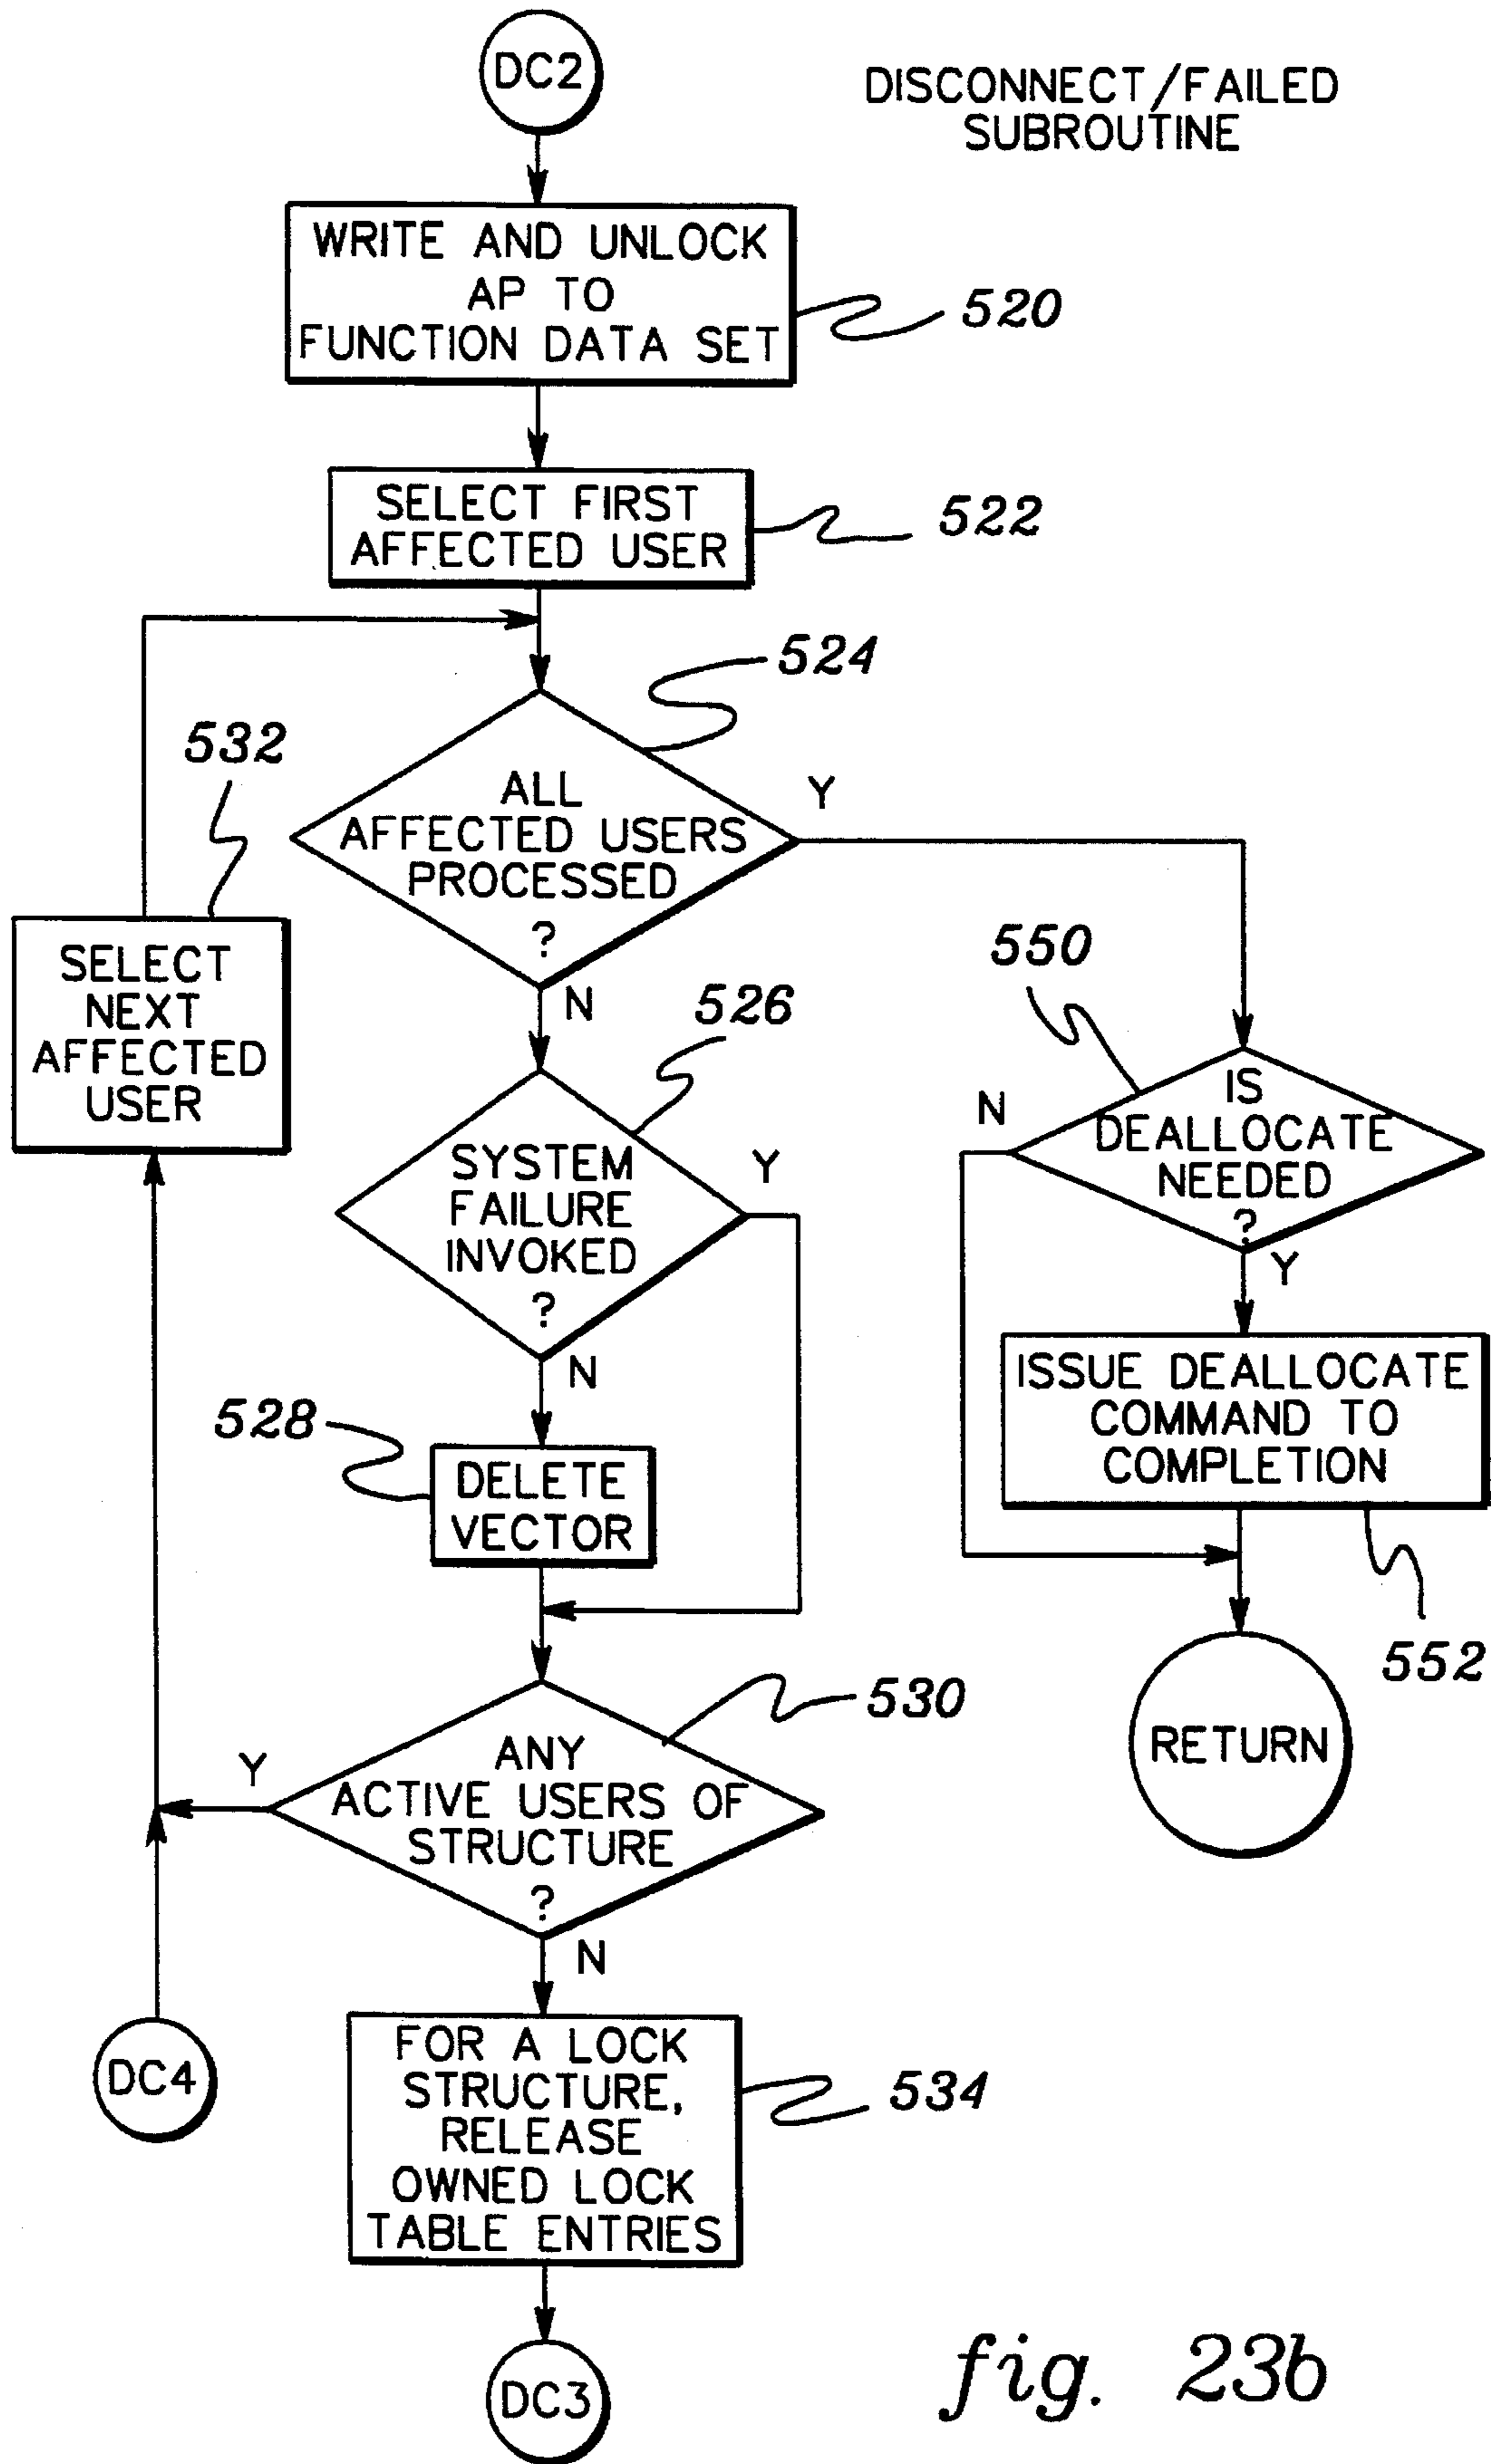 DC2
DISCONNECT/FAILED
SUBROUTINE
WRITE AND UNLOCK
AP TO
FUNCTION DATA SET
520
SELECT FIRST
AFFECTED USER
522
524
532
ALL
AFFECTED USERS
PROCESSED
?
Y
N
SELECT
NEXT
AFFECTED
USER
526
550
SYSTEM
FAILURE
INVOKED
?
Y
N
IS
DEALLOCATE
NEEDED
?
N
Y
528
DELETE
VECTOR
ISSUE DEALLOCATE
COMMAND TO
COMPLETION
552
530
ANY
ACTIVE USERS OF
STRUCTURE
?
Y
N
RETURN
DC4
FOR A LOCK
STRUCTURE,
RELEASE
OWNED LOCK
TABLE ENTRIES
534
DC3
fig. 23b